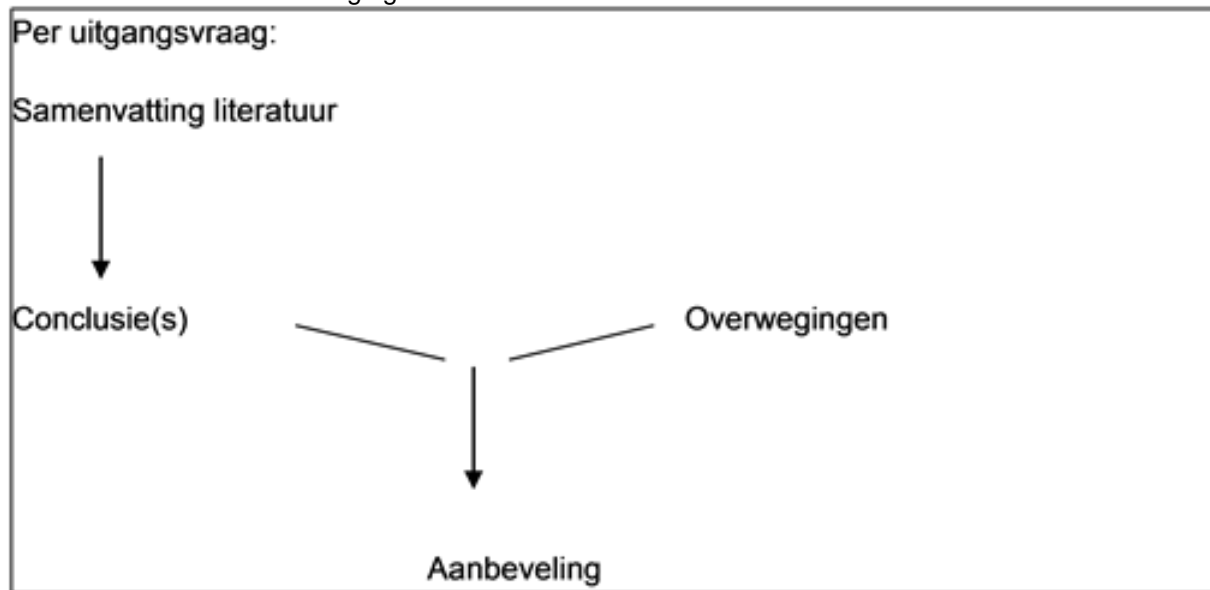 Per uitgangsvraag:
Samenvatting literatuur
Conclusie(s) Overwegingen
Aanbeveling